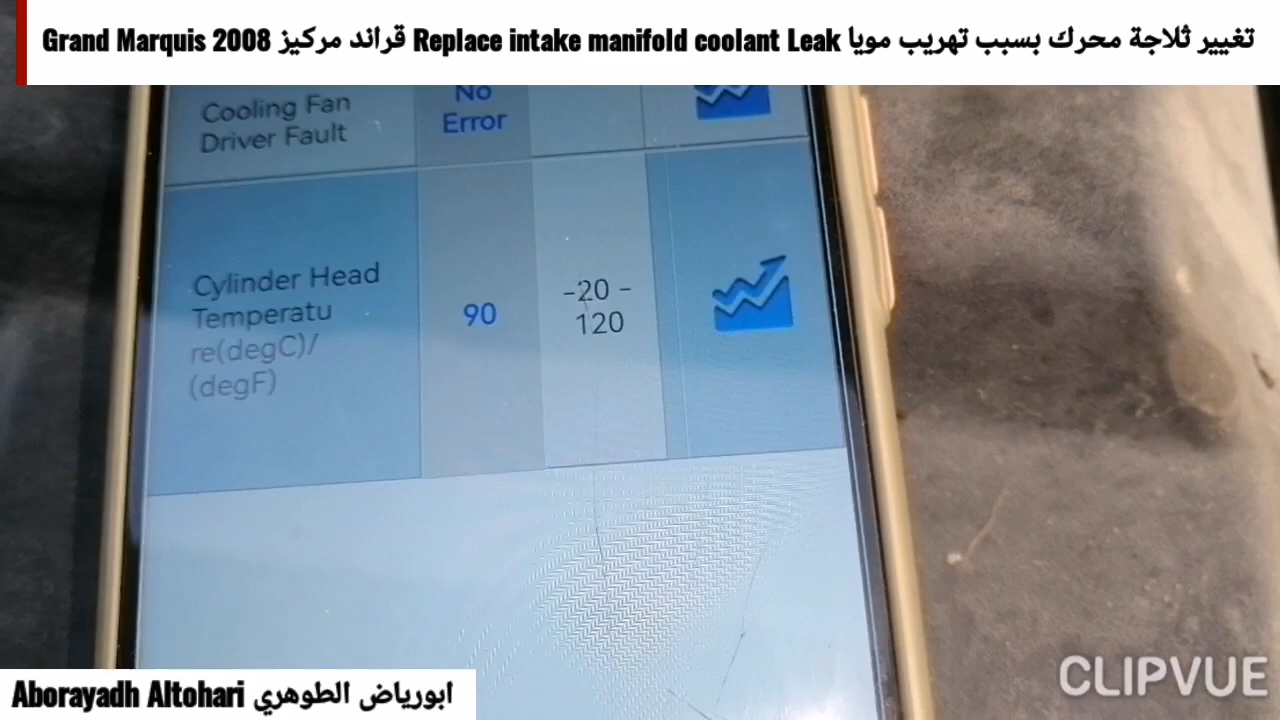 Grand Marquis 2008 قراند مركيز Replace intake manifold coolant Leak تغيير ثلاجة محرك بسبب تهريب مويا
Cooling Fan
Driver Fault
No
Error
Cylinder Head
Temperatu
re(degC)/
(degF)
90
-20 -
120
Aborayadh Altohari ابورياض الطوهري
CLIPVUE